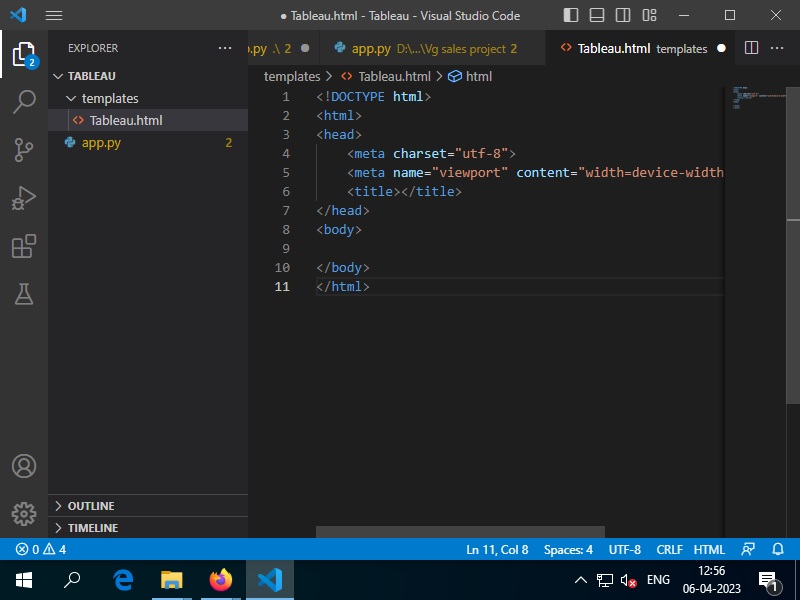 ● Tableau.html - Tableau - Visual Studio Code
EXPLORER
.py .\ 2 ●
app.py D:\...\Vg sales project 2
<> Tableau.html templates ●
TABLEAU
templates
<> Tableau.html
app.py 2
templates > <> Tableau.html > html
1 <!DOCTYPE html>
2 <html>
3 <head>
4 <meta charset="utf-8">
5 <meta name="viewport" content="width=device-width
6 <title></title>
7 </head>
8 <body>
9
10 </body>
11 </html>
OUTLINE
TIMELINE
2
0 4
Ln 11, Col 8 Spaces: 4 UTF-8 CRLF HTML
ENG
12:56
06-04-2023
1